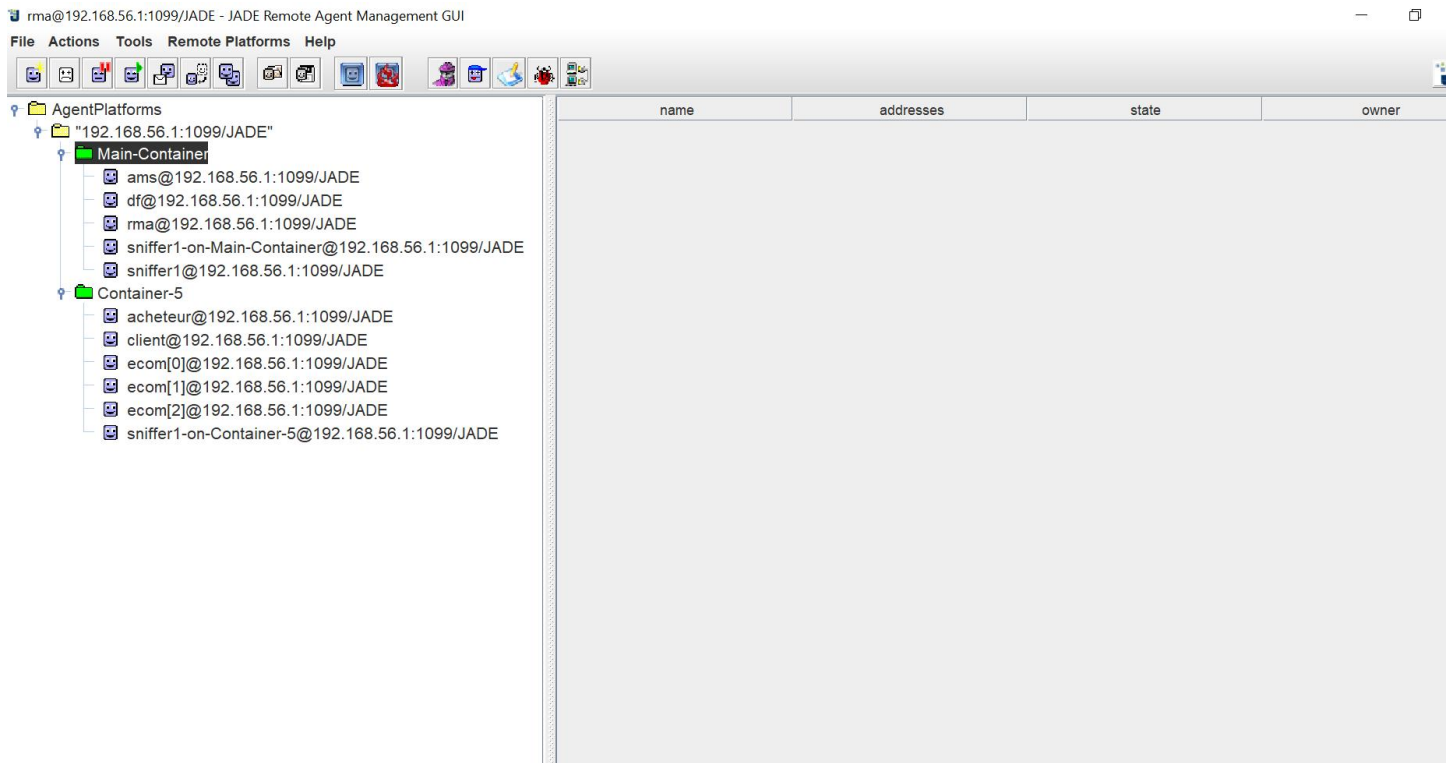 rma@192.168.56.1:1099/JADE - JADE Remote Agent Management GUI
File Actions Tools Remote Platforms Help
AgentPlatforms
"192.168.56.1:1099/JADE"
Main-Container
ams@192.168.56.1:1099/JADE
df@192.168.56.1:1099/JADE
rma@192.168.56.1:1099/JADE
sniffer1-on-Main-Container@192.168.56.1:1099/JADE
sniffer1@192.168.56.1:1099/JADE
Container-5
acheteur@192.168.56.1:1099/JADE
client@192.168.56.1:1099/JADE
ecom[0]@192.168.56.1:1099/JADE
ecom[1]@192.168.56.1:1099/JADE
ecom[2]@192.168.56.1:1099/JADE
sniffer1-on-Container-5@192.168.56.1:1099/JADE
name addresses state owner